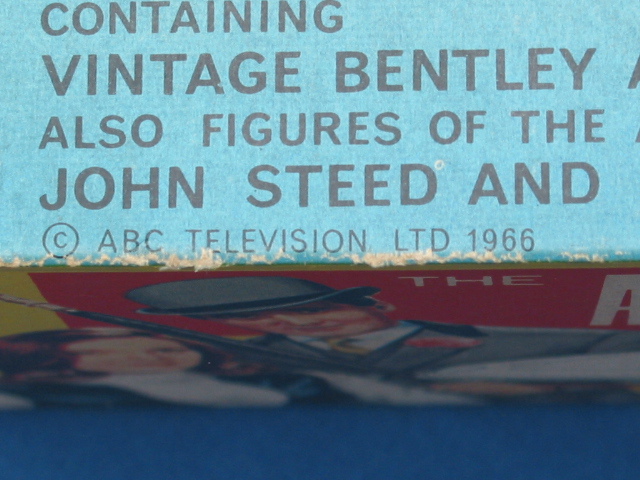 CONTAINING
VINTAGE BENTLEY
ALSO FIGURES OF THE
JOHN STEED AND
© ABC TELEVISION LTD 1966
THE A